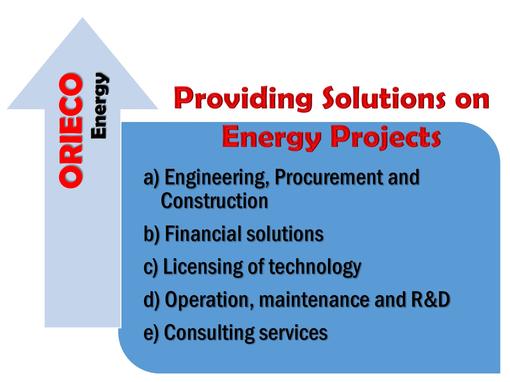 ORIECO
Energy
Providing Solutions on
Energy Projects
a) Engineering, Procurement and
Construction
b) Financial solutions
c) Licensing of technology
d) Operation, maintenance and R&D
e) Consulting services